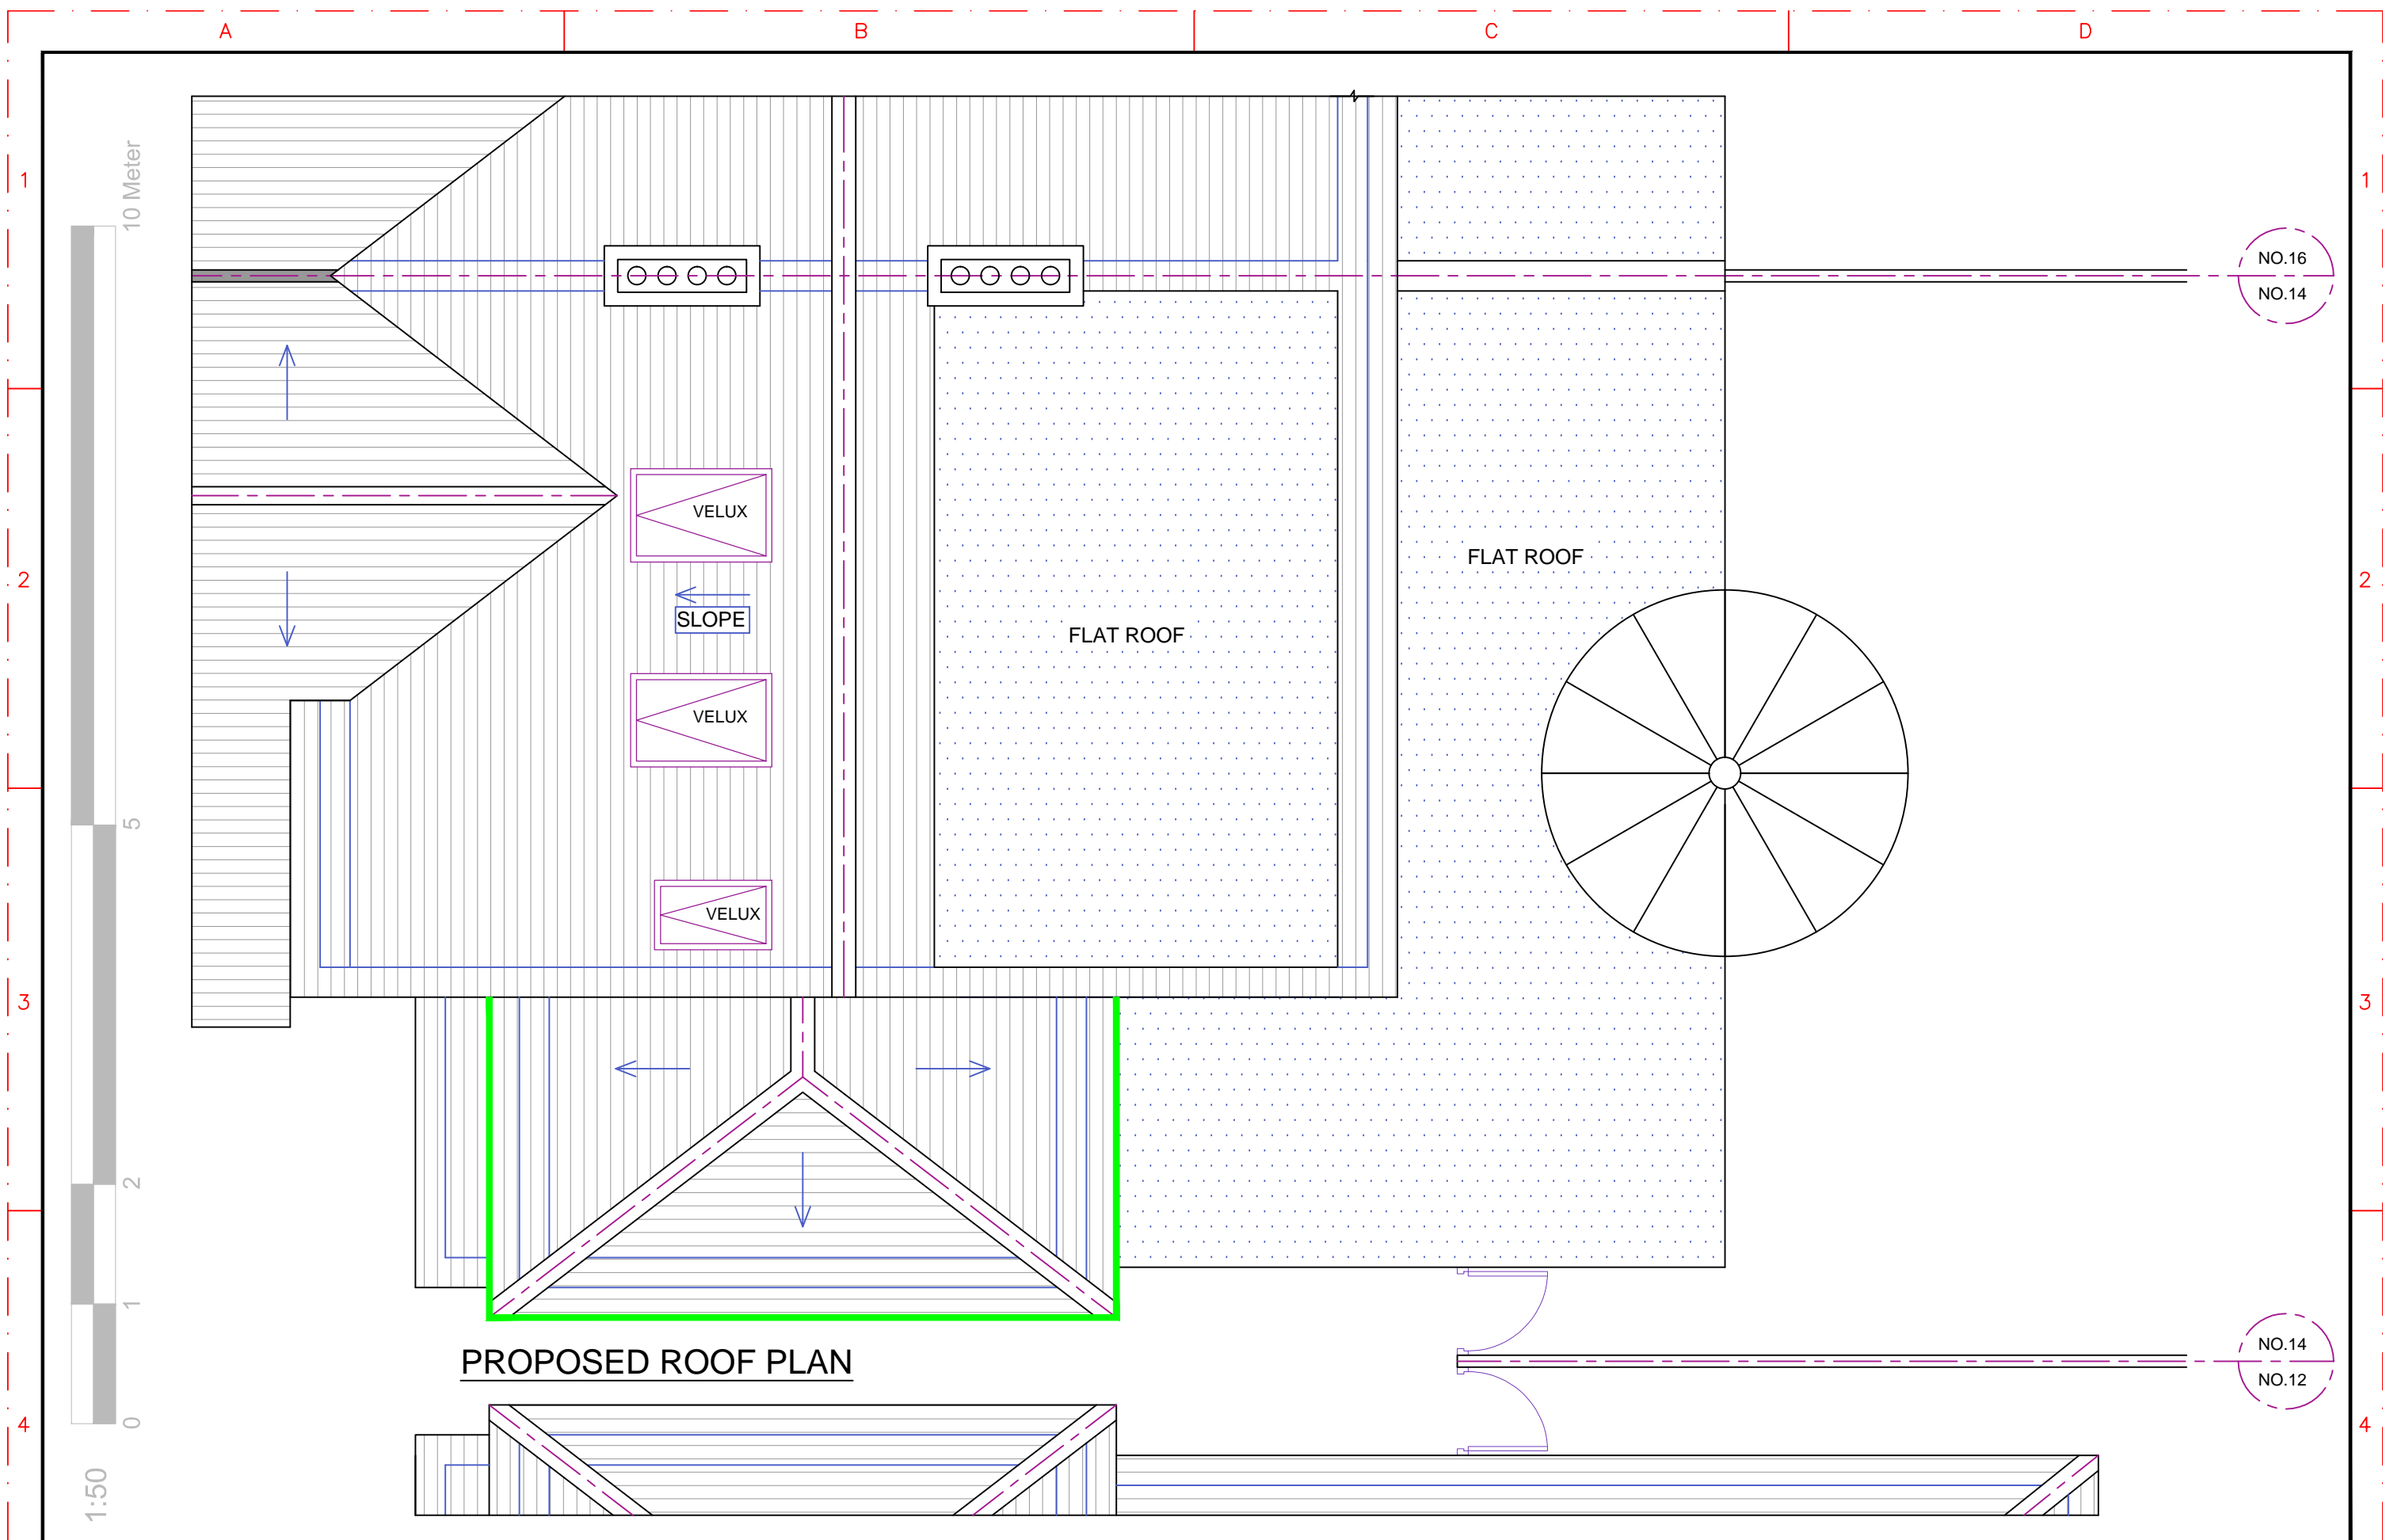 A B C D
1 1
10 Meter
NO.16
NO.14
VELUX
FLAT ROOF
2 2
SLOPE
FLAT ROOF
VELUX
5
VELUX
3 3
2
1
NO.14
PROPOSED ROOF PLAN
NO.12
0
4 4
1:50